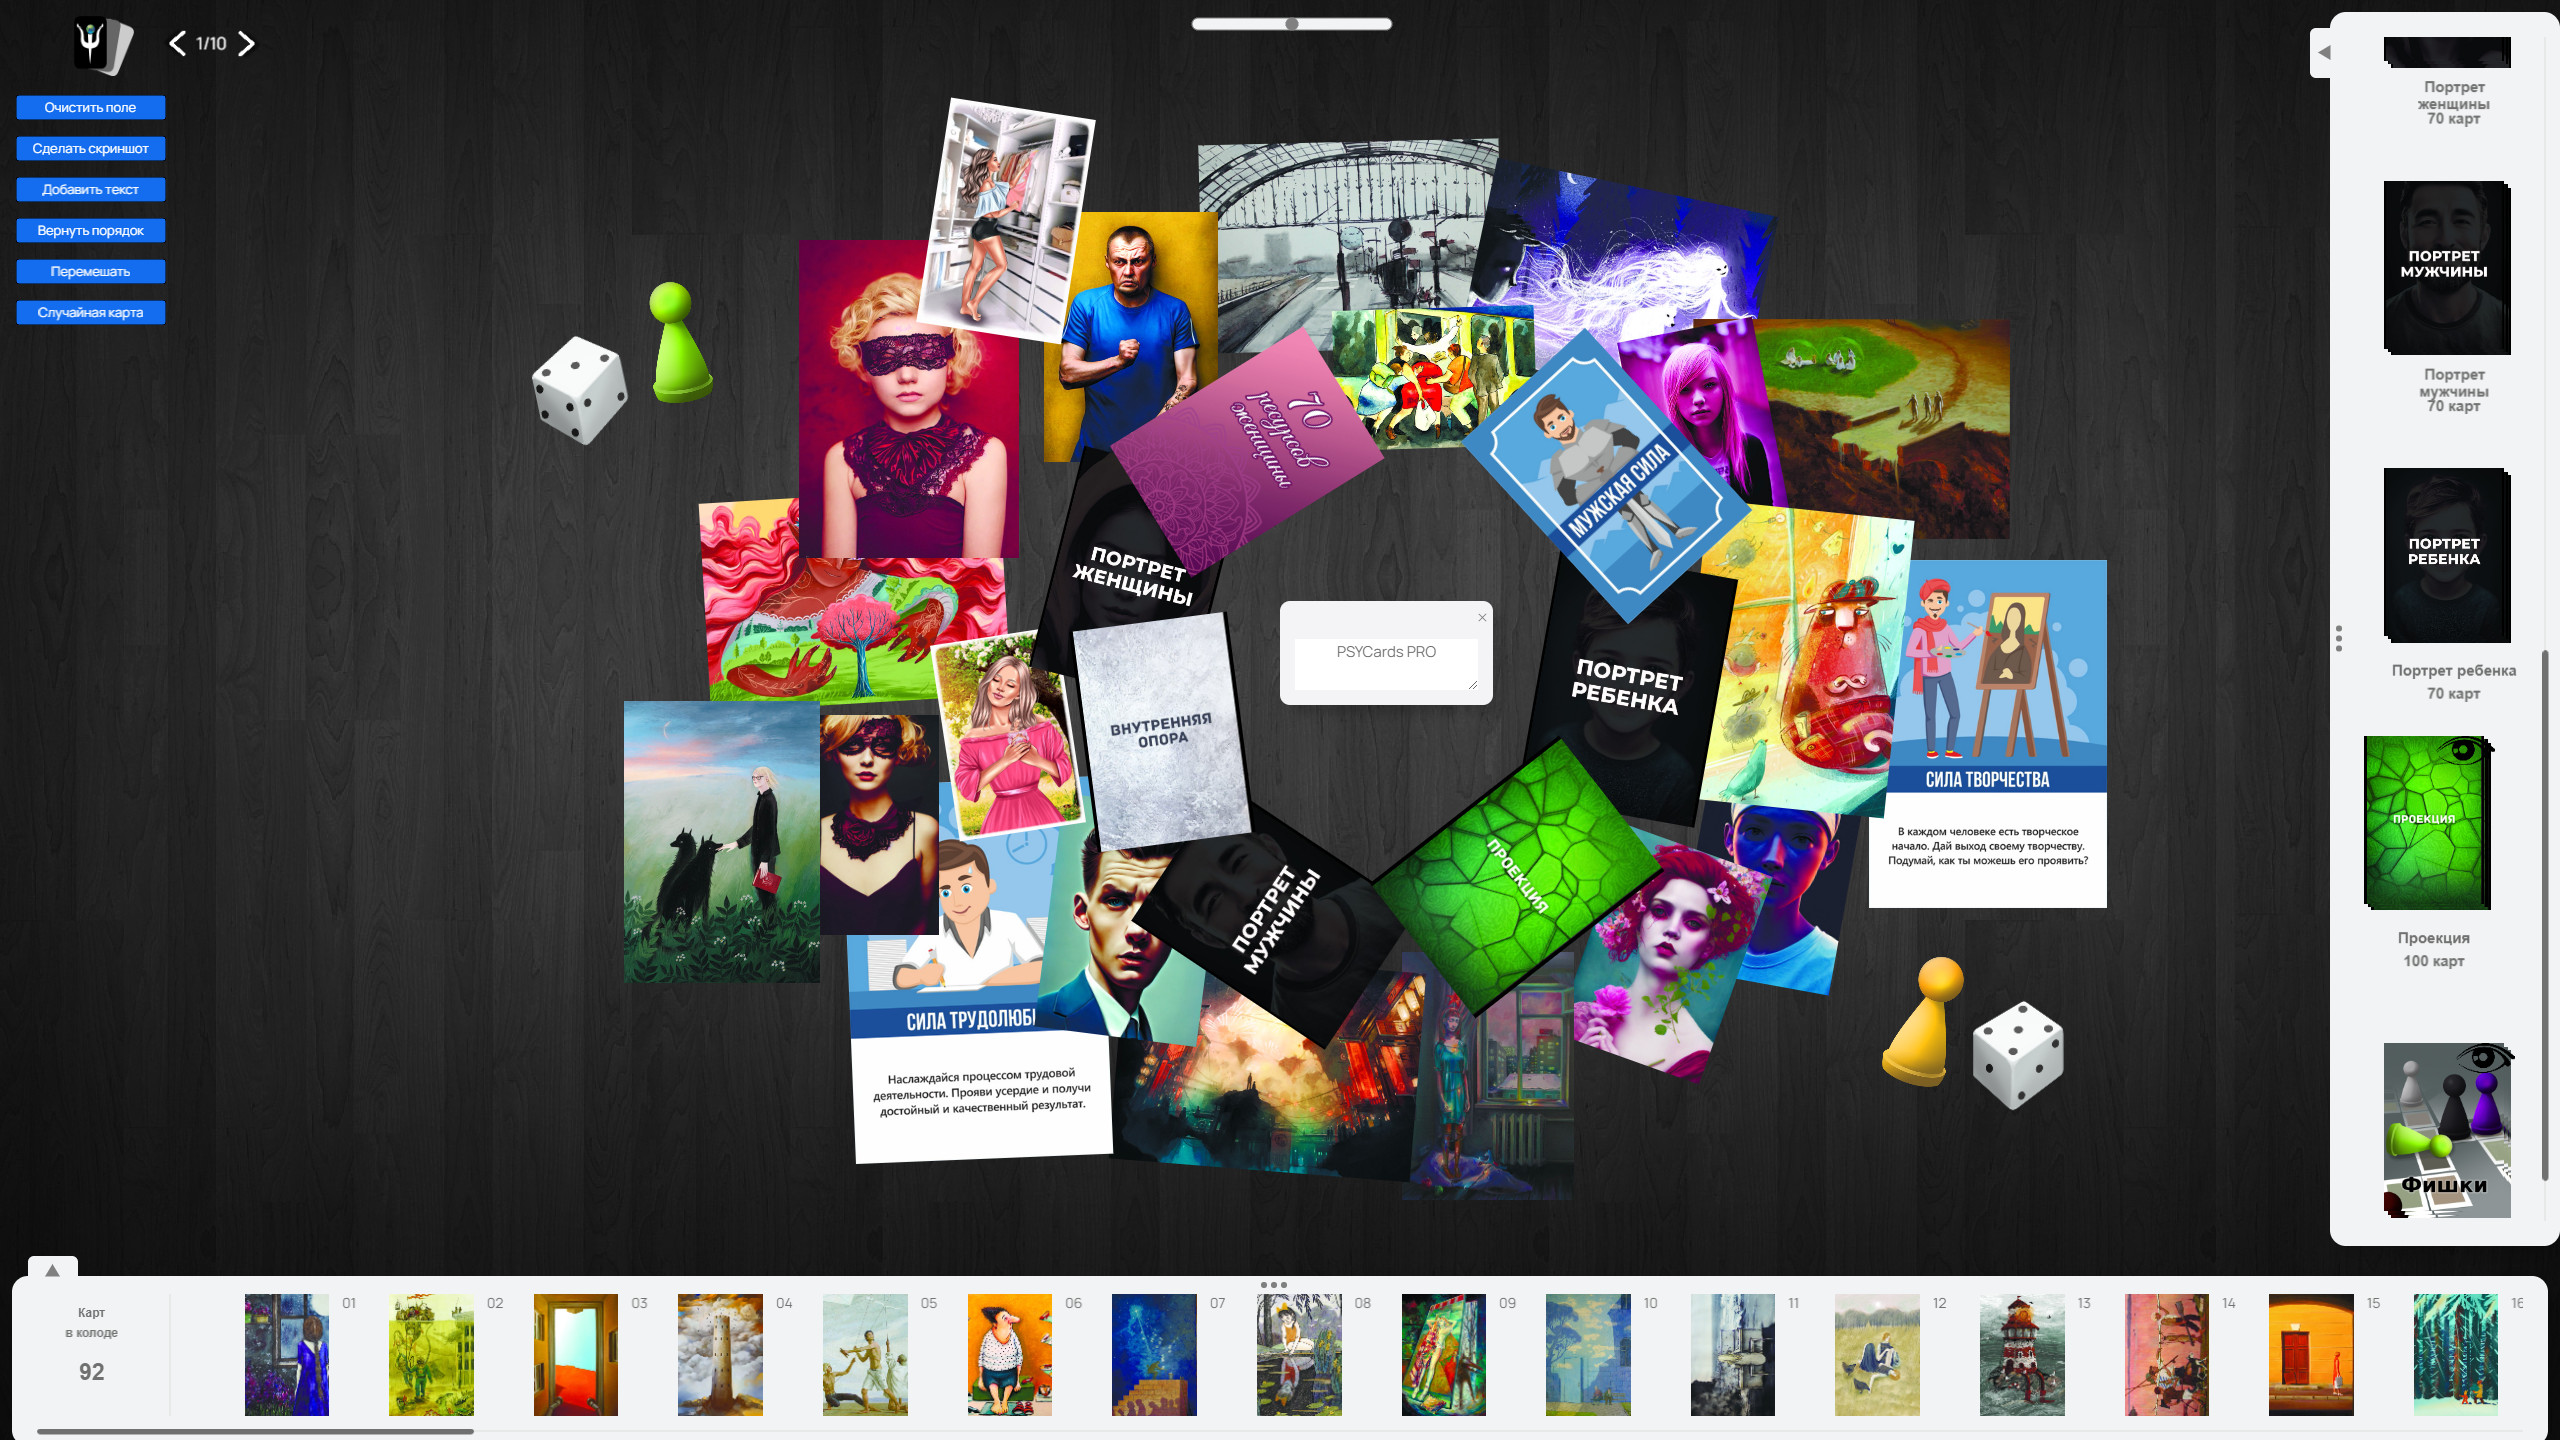 1/10
Очистить поле
Сделать скриншот
Добавить текст
Вернуть порядок
Перемешать
Случайная карта
70
ресурсов
женщины
МУЖСКАЯ СИЛА
ПОРТРЕТ
ЖЕНЩИНЫ
ВНУТРЕННЯЯ
ОПОРА
PSYCards PRO
ПОРТРЕТ
РЕБЕНКА
СИЛА ТВОРЧЕСТВА
В каждом человеке есть творческое
начало. Дай выход своему творчеству.
Подумай, как ты можешь его проявить?
ПОРТРЕТ
МУЖЧИНЫ
ПРОЕКЦИЯ
СИЛА ТРУДОЛЮБ
Наслаждайся процессом трудовой
деятельности. Прояви усердие и получи
достойный и качественный результат.
Портрет
женщины
70 карт
ПОРТРЕТ
МУЖЧИНЫ
Портрет
мужчины
70 карт
ПОРТРЕТ
РЕБЕНКА
Портрет ребенка
70 карт
ПРОЕКЦИЯ
Проекция
100 карт
Фишки
Карт
в колоде
92
01
02
03
04
05
06
07
08
09
10
11
12
13
14
15
16